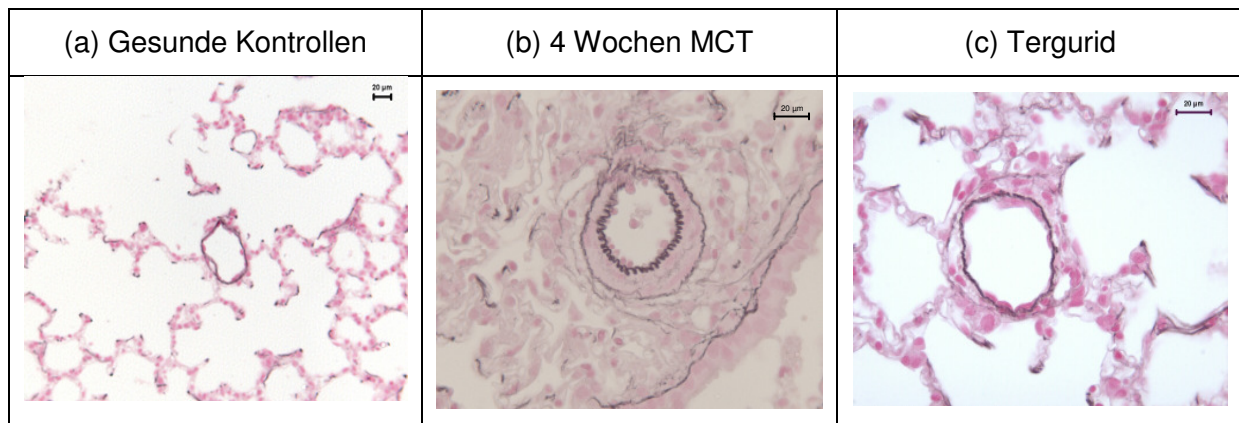 (a) Gesunde Kontrollen
(b) 4 Wochen MCT
(c) Tergurid
20 µm
20 µm
20 µm